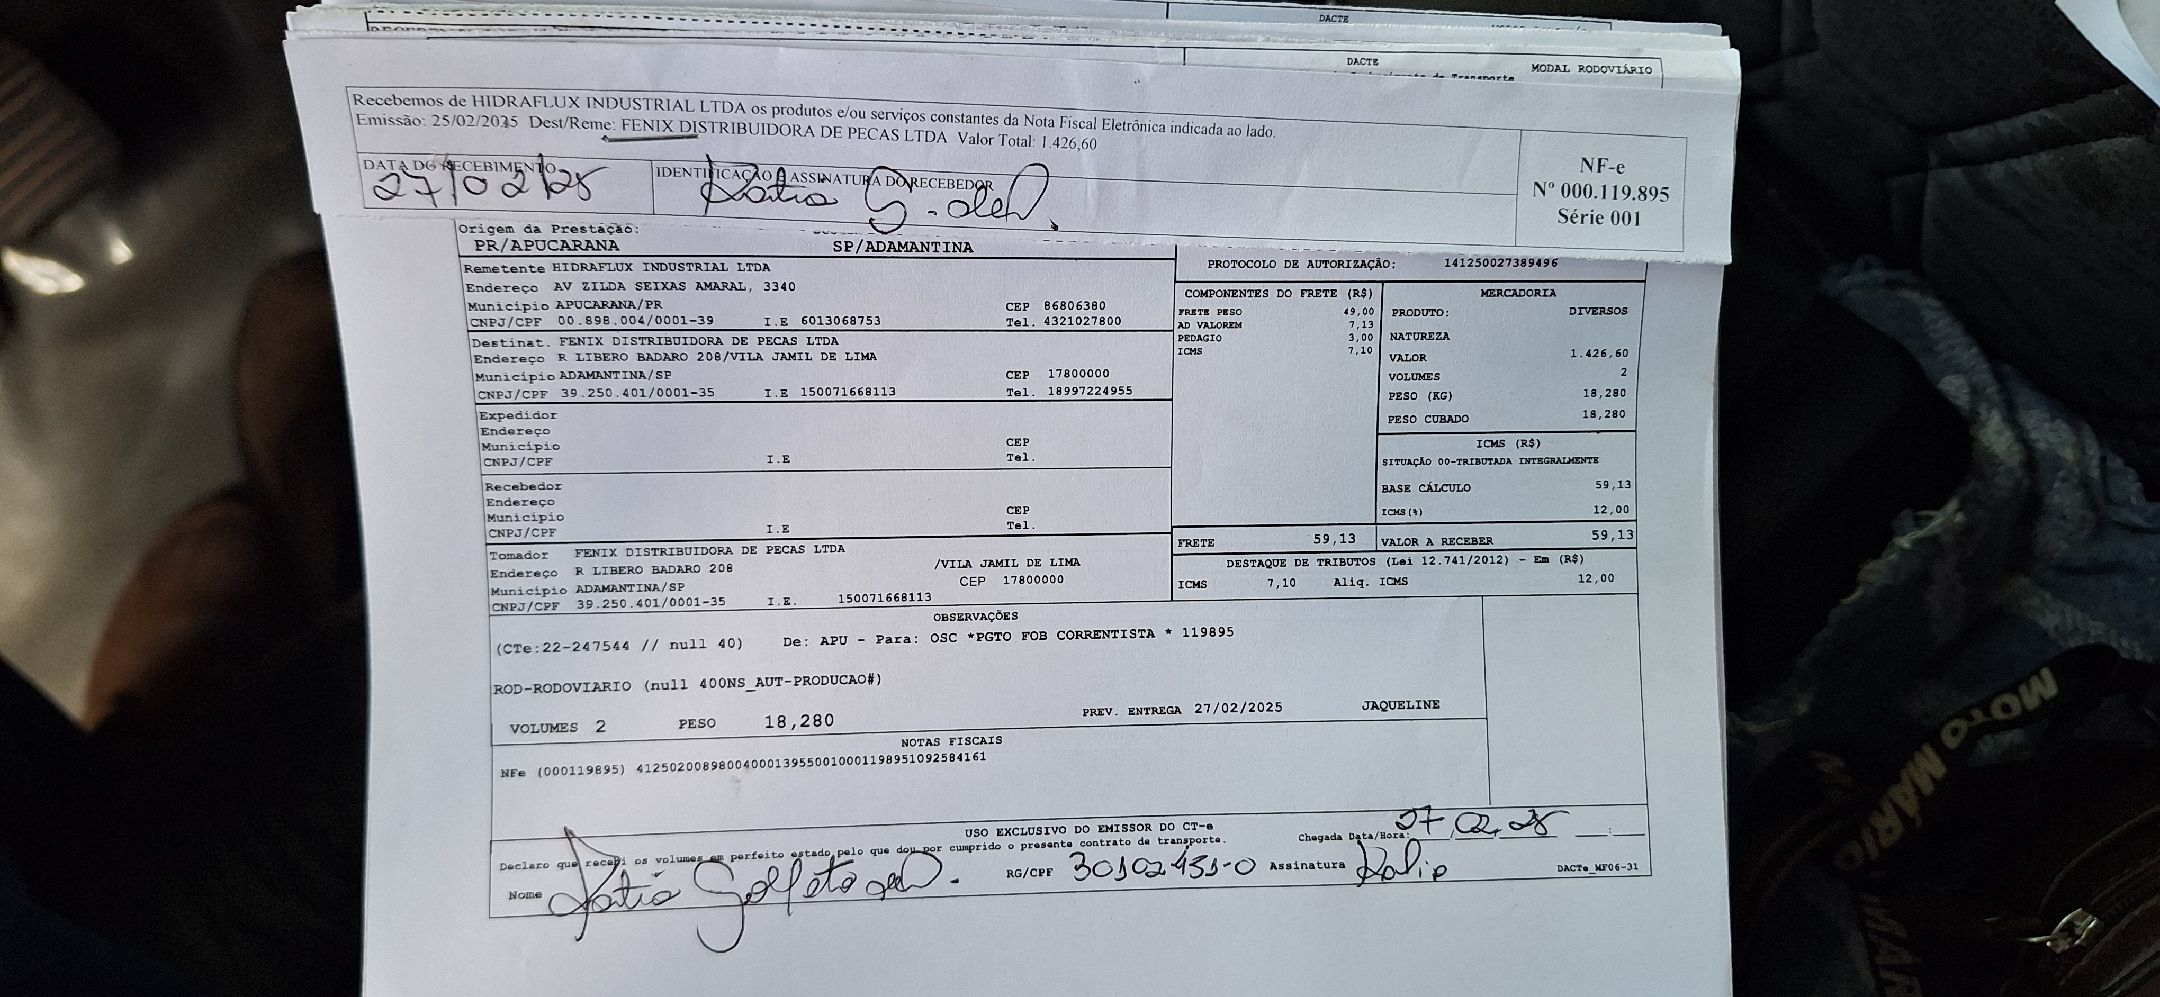 DACTE
DACTE
MODAL RODOVIÁRIO
Recebemos de HIDRAFLUX INDUSTRIAL LTDA os produtos e/ou serviços constantes da Nota Fiscal Eletrônica indicada ao lado.
Emissão: 25/02/2025 Dest/Reme: FENIX DISTRIBUIDORA DE PECAS LTDA Valor Total: 1.426,60
DATA DO RECEBIMENTO
27/02/25
IDENTIFICAÇÃO E ASSINATURA DO RECEBEDOR
NF-e
Nº 000.119.895
Série 001
Origem da Prestação:
PR/APUCARANA SP/ADAMANTINA
Remetente HIDRAFLUX INDUSTRIAL LTDA
Endereço AV ZILDA SEIXAS AMARAL, 3340
Município APUCARANA/PR CEP 86806380
CNPJ/CPF 00.898.004/0001-39 I.E 6013068753 Tel. 4321027800
Destinat. FENIX DISTRIBUIDORA DE PECAS LTDA
Endereço R LIBERO BADARO 208/VILA JAMIL DE LIMA
Município ADAMANTINA/SP CEP 17800000
CNPJ/CPF 39.250.401/0001-35 I.E 150071668113 Tel. 18997224955
Expedidor
Endereço
Município CEP
CNPJ/CPF I.E Tel.
Recebedor
Endereço
Município CEP
CNPJ/CPF I.E Tel.
Tomador FENIX DISTRIBUIDORA DE PECAS LTDA
Endereço R LIBERO BADARO 208 /VILA JAMIL DE LIMA
Município ADAMANTINA/SP CEP 17800000
CNPJ/CPF 39.250.401/0001-35 I.E. 150071668113
PROTOCOLO DE AUTORIZAÇÃO: 141250027389496
COMPONENTES DO FRETE (R$)
FRETE PESO 49,00
AD VALOREM 7,13
PEDAGIO 3,00
ICMS 7,10
MERCADORIA
PRODUTO: DIVERSOS
NATUREZA
VALOR 1.426,60
VOLUMES 2
PESO (KG) 18,280
PESO CUBADO 18,280
ICMS (R$)
SITUAÇÃO 00-TRIBUTADA INTEGRALMENTE
BASE CÁLCULO 59,13
ICMS(%) 12,00
FRETE 59,13 VALOR A RECEBER 59,13
DESTAQUE DE TRIBUTOS (Lei 12.741/2012) - Em (R$)
ICMS 7,10 Aliq. ICMS 12,00
OBSERVAÇÕES
(CTe:22-247544 // null 40) De: APU - Para: OSC *PGTO FOB CORRENTISTA * 119895
ROD-RODOVIARIO (null 400NS_AUT-PRODUCAO#)
VOLUMES 2 PESO 18,280 PREV. ENTREGA 27/02/2025 JAQUELINE
NOTAS FISCAIS
NFe (000119895) 41250200898004000139550010001198951092584161
USO EXCLUSIVO DO EMISSOR DO CT-e
Declaro que recebi os volumes em perfeito estado pelo que dou por cumprido o presente contrato de transporte.
Chegada Data/Hora: 27 02 25
Nome
RG/CPF 30102451-0 Assinatura
DACTe_MF06-31
MOTO MÁRIO